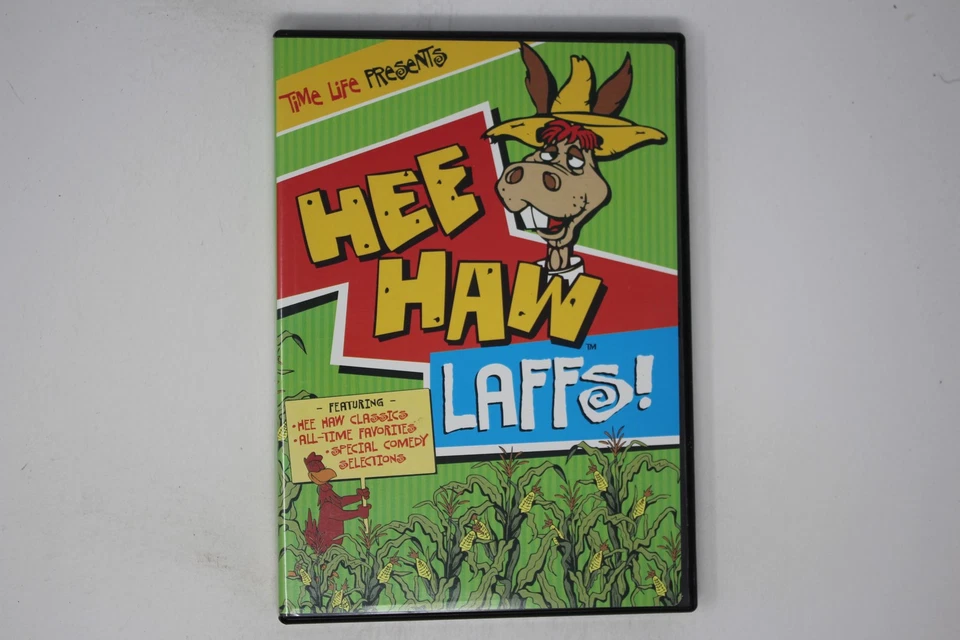 TIME LIFE PRESENTS
HEE
HAW
TM
LAFFS!
- FEATURING -
•HEE HAW CLASSICS
•ALL-TIME FAVORITES
•SPECIAL COMEDY
SELECTIONS